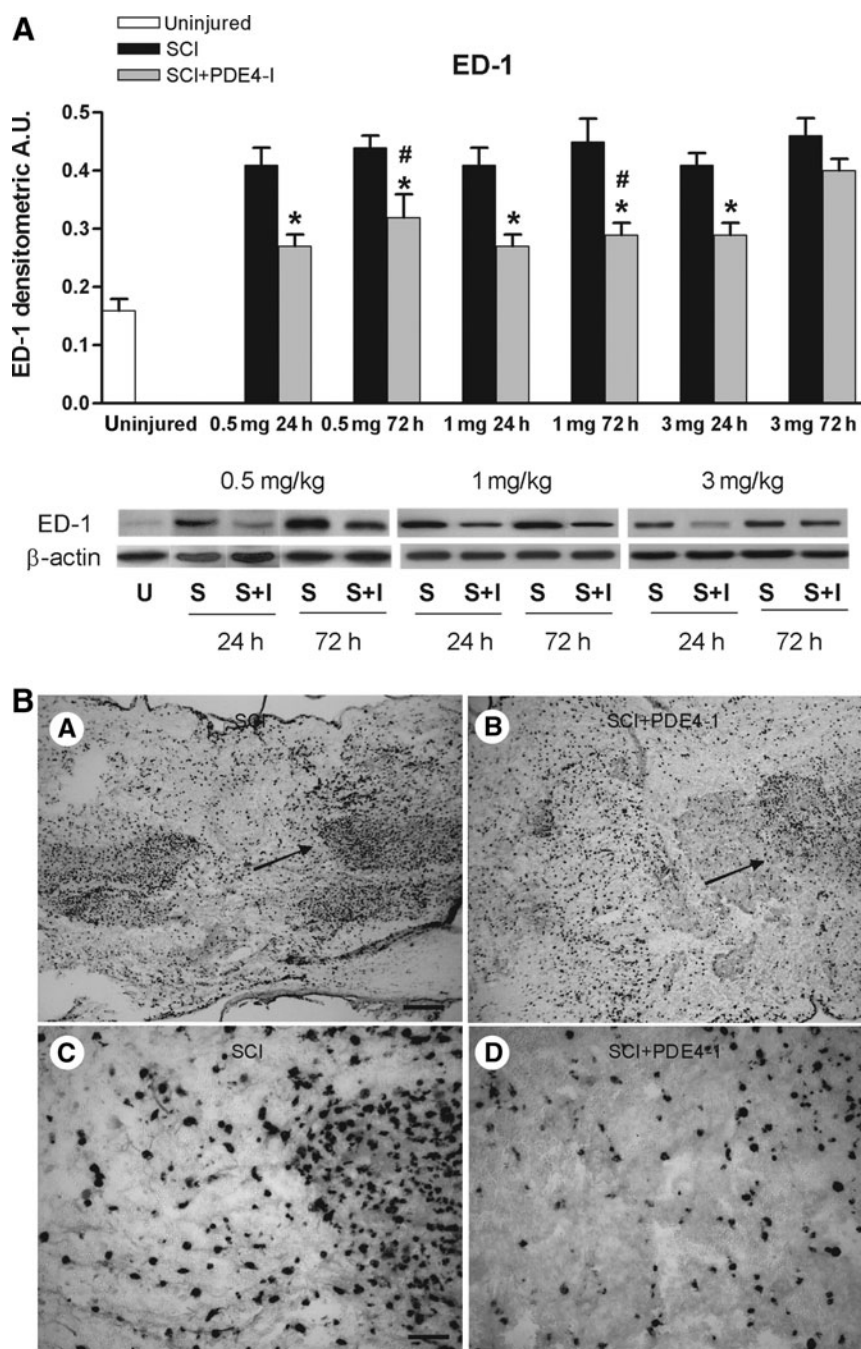 A
Uninjured
SCI
SCI+PDE4-I
ED-1
ED-1 densitometric A.U.
0.5
0.4
0.3
0.2
0.1
0.0
* # * * # * *
Uninjured 0.5 mg 24 h 0.5 mg 72 h 1 mg 24 h 1 mg 72 h 3 mg 24 h 3 mg 72 h
0.5 mg/kg 1 mg/kg 3 mg/kg
ED-1
β-actin
U S S+I S S+I S S+I S S+I S S+I S S+I
24 h 72 h 24 h 72 h 24 h 72 h
B
A SCI
B SCI+PDE4-1
C SCI
D SCI+PDE4-1